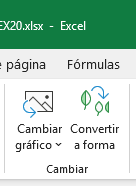 EX20.xlsx - Excel
e página Fórmulas
Cambiar Convertir
gráfico a forma
Cambiar